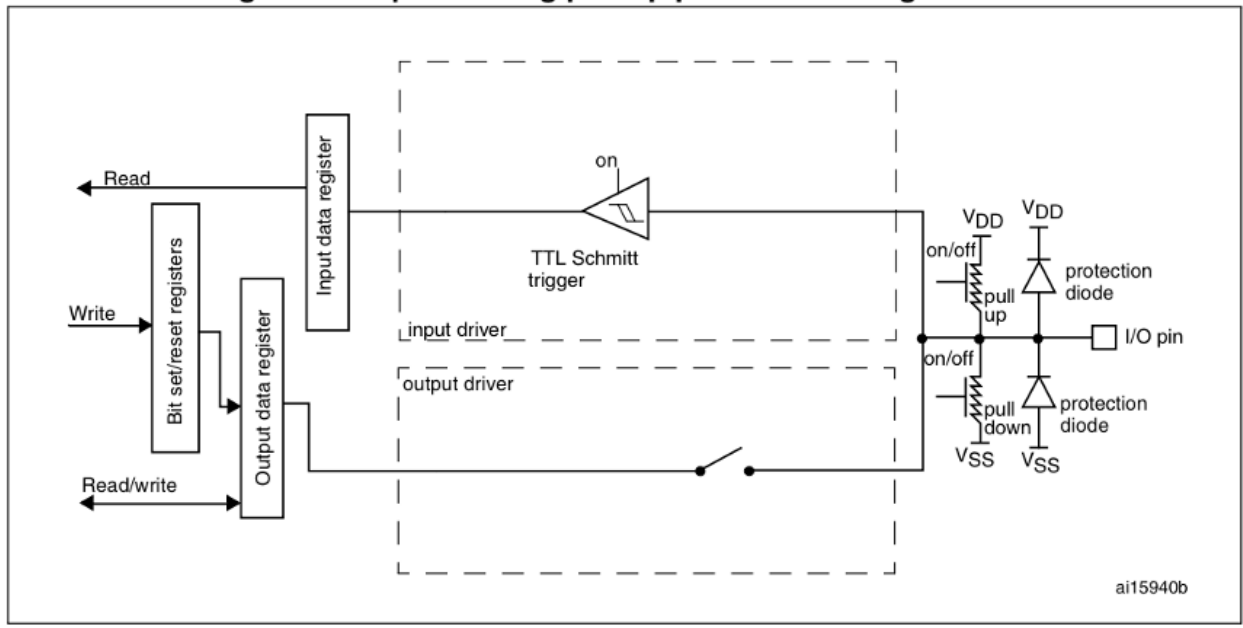 Read
Write
Read/write
Bit set/reset registers
Output data register
Input data register
on
TTL Schmitt
trigger
input driver
output driver
VDD
VDD
on/off
pull
up
protection
diode
I/O pin
on/off
pull
down
protection
diode
VSS
VSS
ai15940b